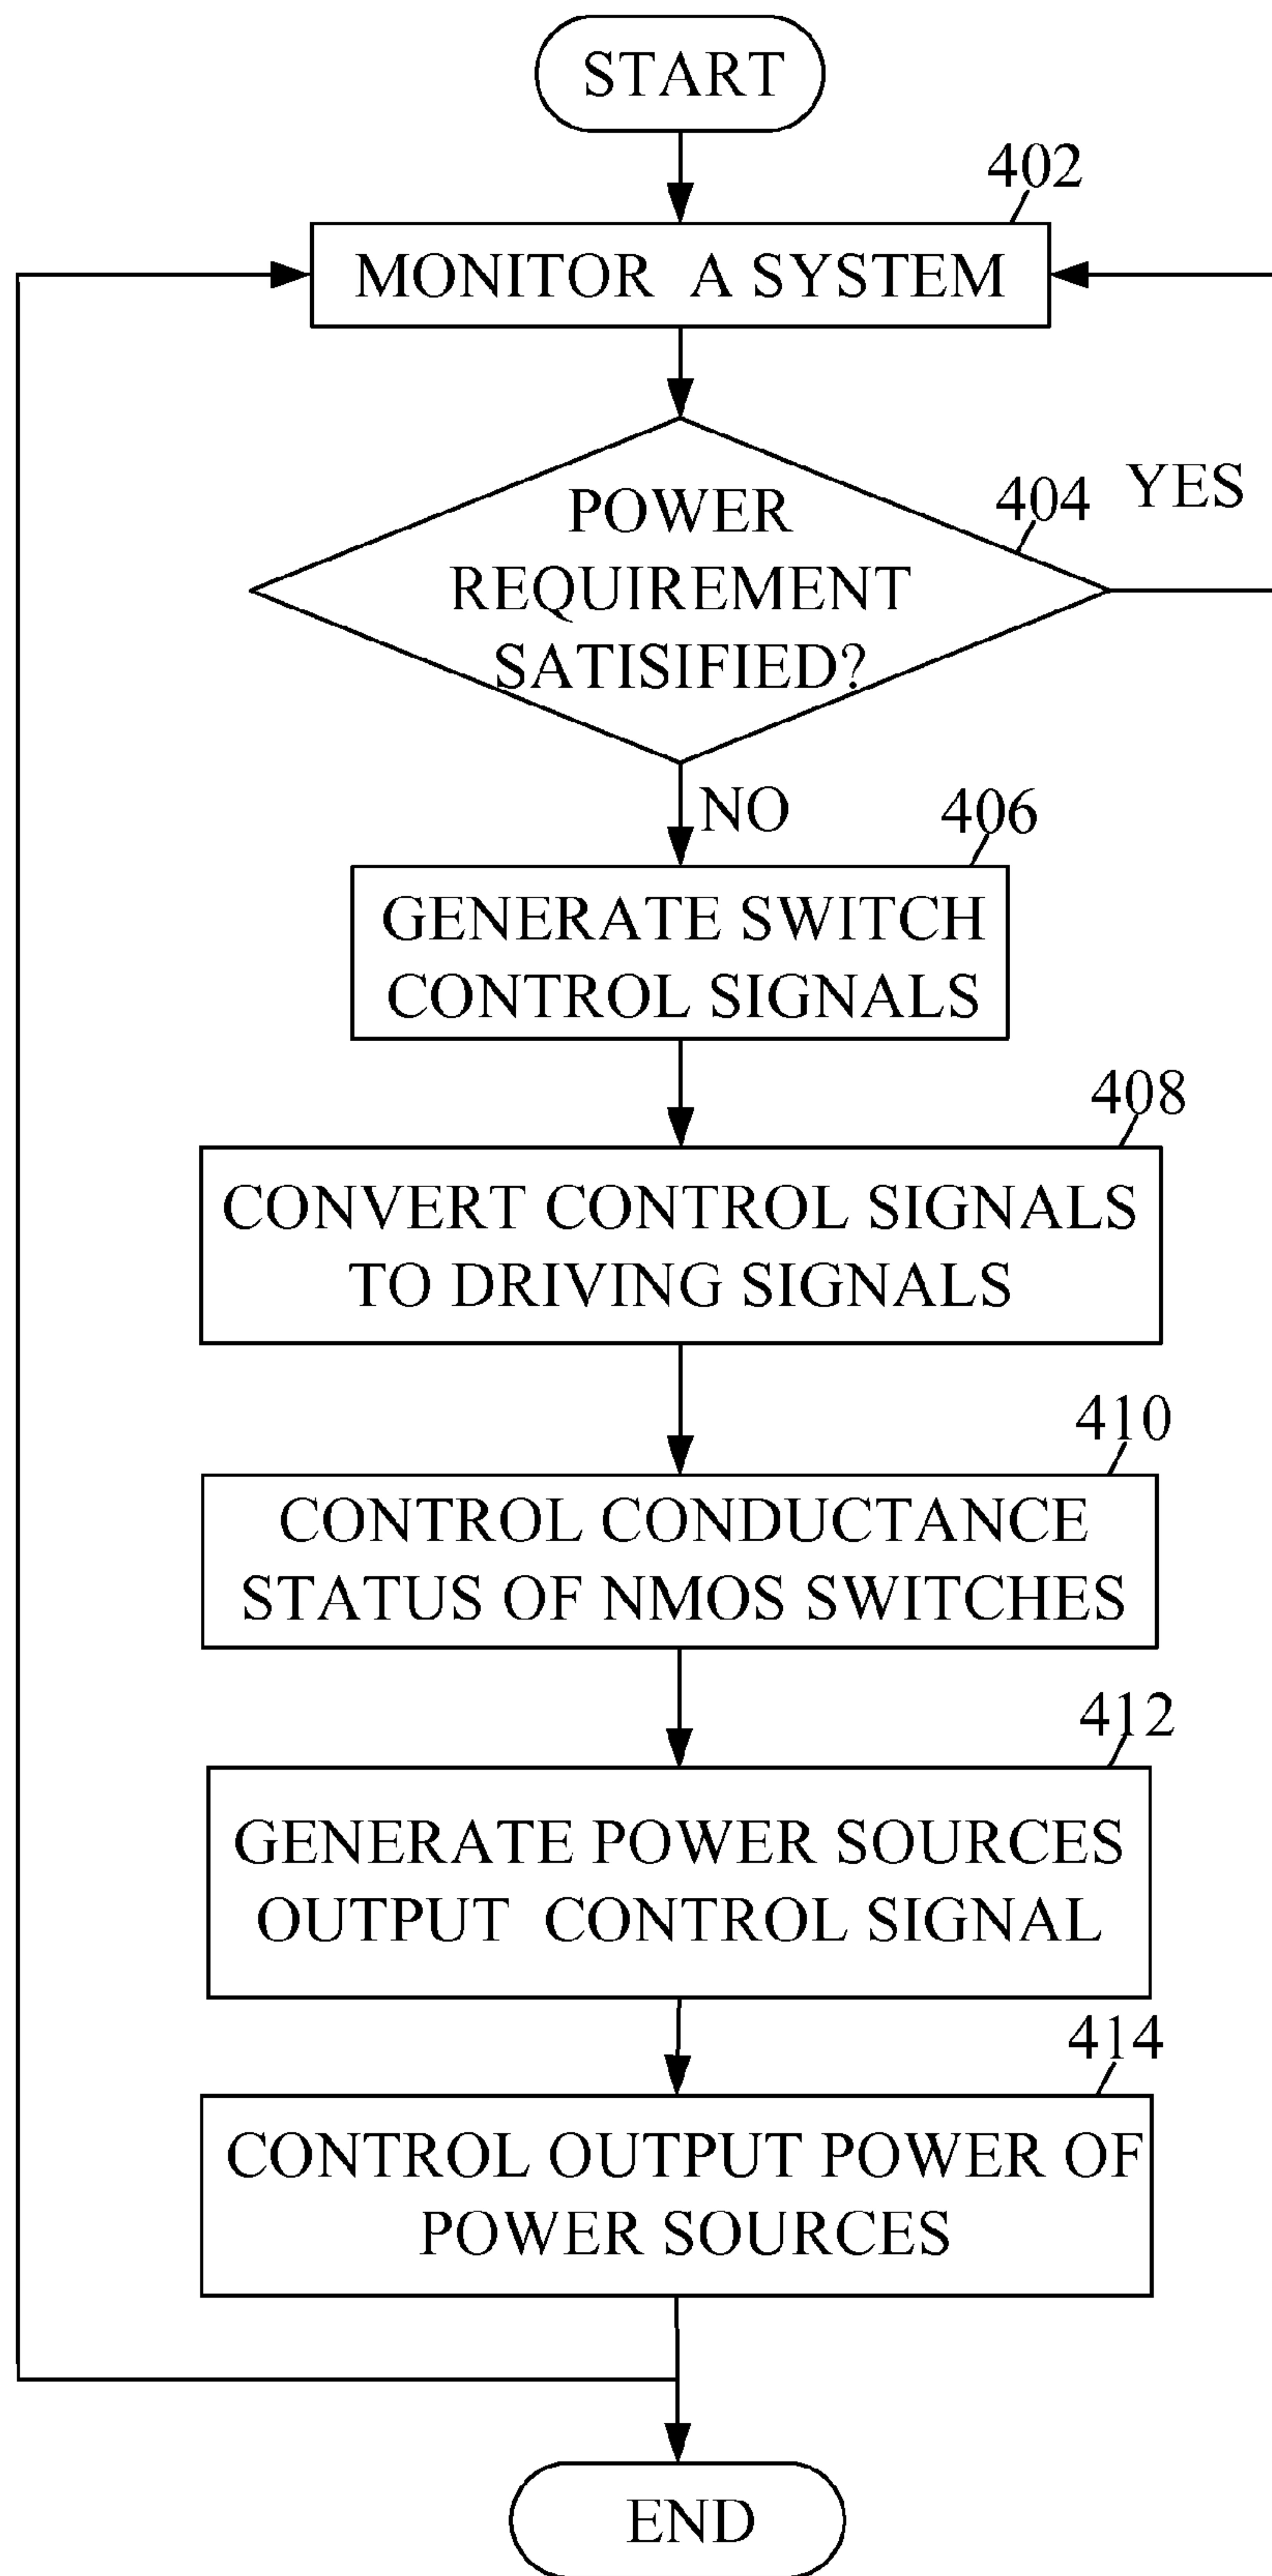 START
402
MONITOR A SYSTEM
404
YES
POWER
REQUIREMENT
SATISIFIED?
NO
406
GENERATE SWITCH
CONTROL SIGNALS
408
CONVERT CONTROL SIGNALS
TO DRIVING SIGNALS
410
CONTROL CONDUCTANCE
STATUS OF NMOS SWITCHES
412
GENERATE POWER SOURCES
OUTPUT CONTROL SIGNAL
414
CONTROL OUTPUT POWER OF
POWER SOURCES
END